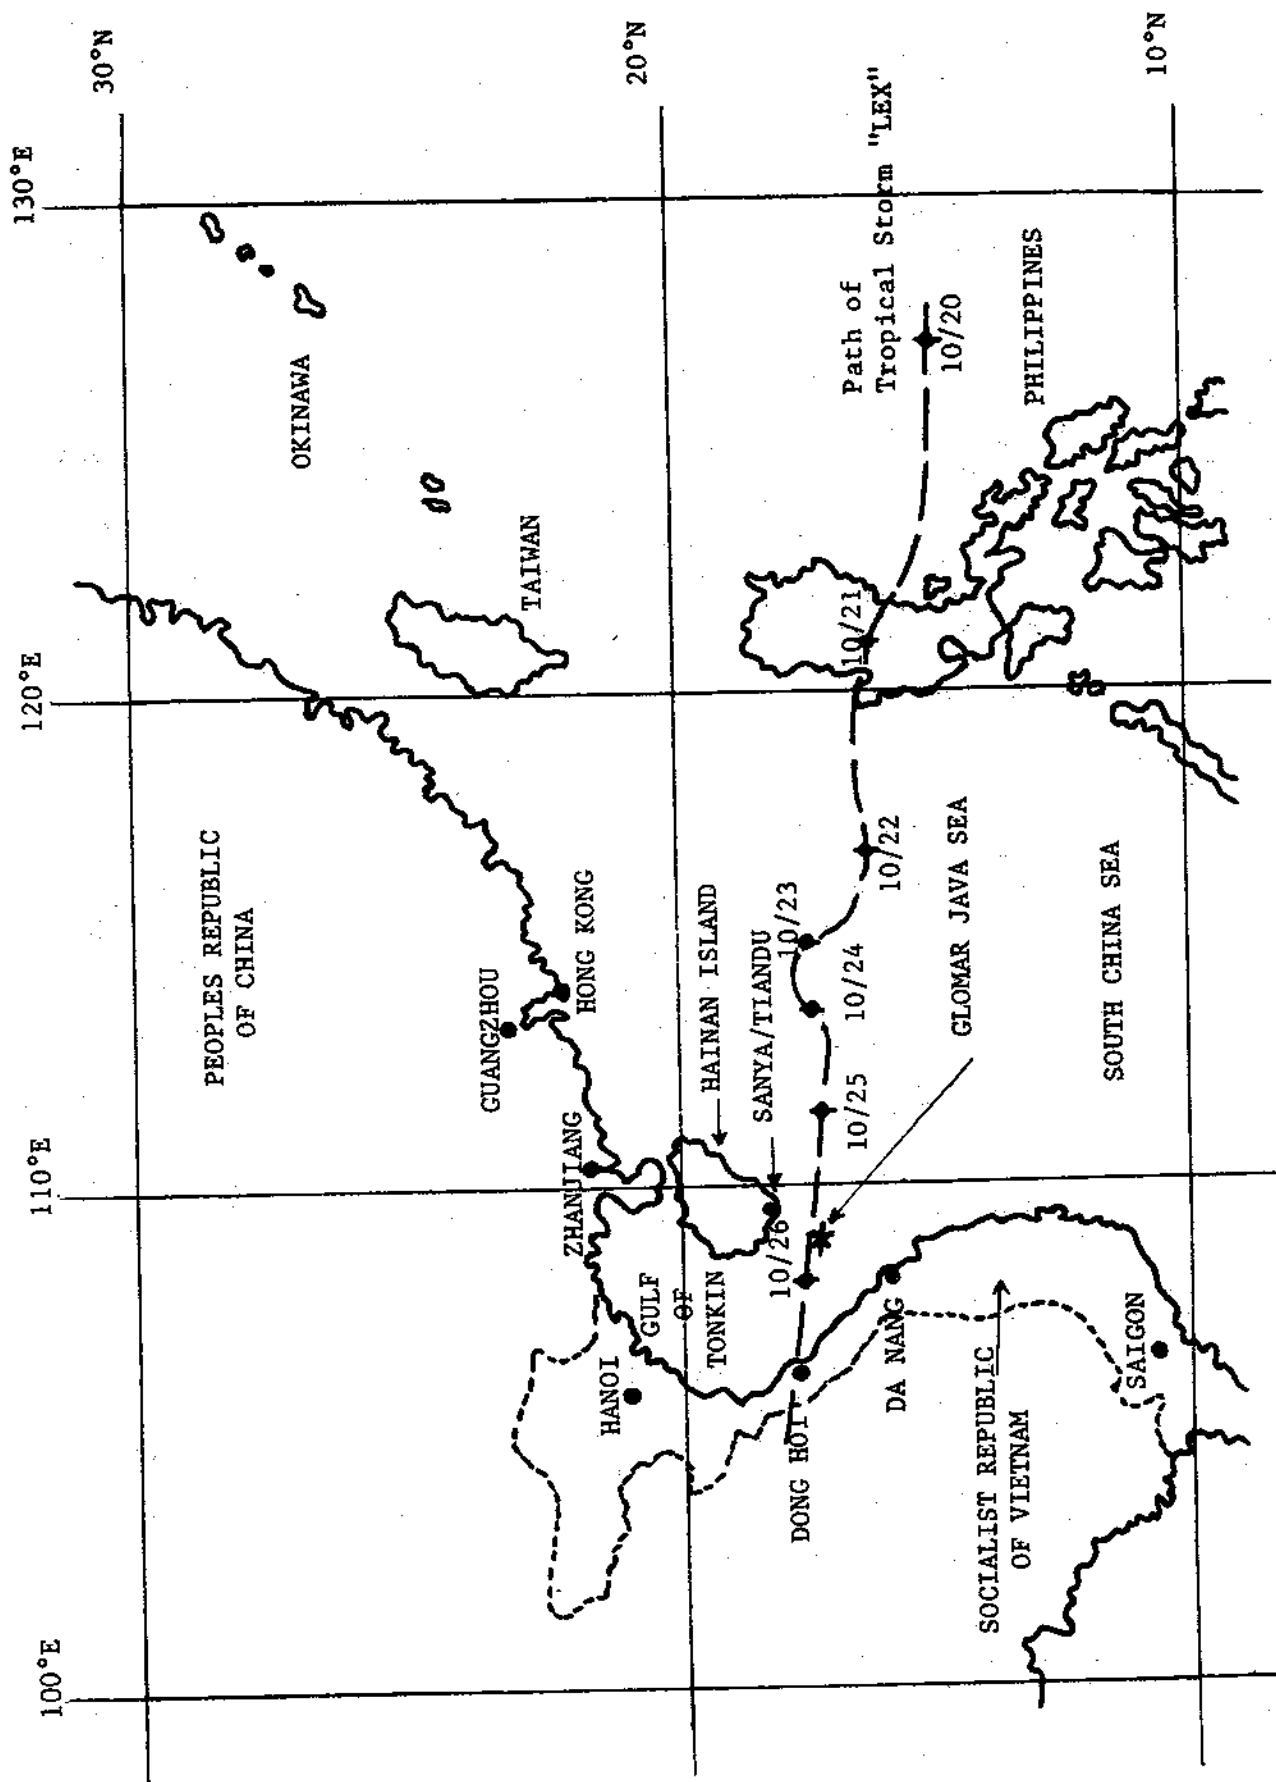 100°E
110°E
120°E
130°E
30°N
20°N
10°N
PEOPLES REPUBLIC
OF CHINA
OKINAWA
TAIWAN
GUANGZHOU
HONG KONG
ZHANJIANG
HANOI
GULF
OF
TONKIN
HAINAN ISLAND
SANYA/TIANDU
10/26
10/25
10/24
10/23
10/22
10/21
10/20
Path of
Tropical Storm "LEX"
PHILIPPINES
DONG HOI
DA NANG
GLOMAR JAVA SEA
SOUTH CHINA SEA
SOCIALIST REPUBLIC
OF VIETNAM
SAIGON